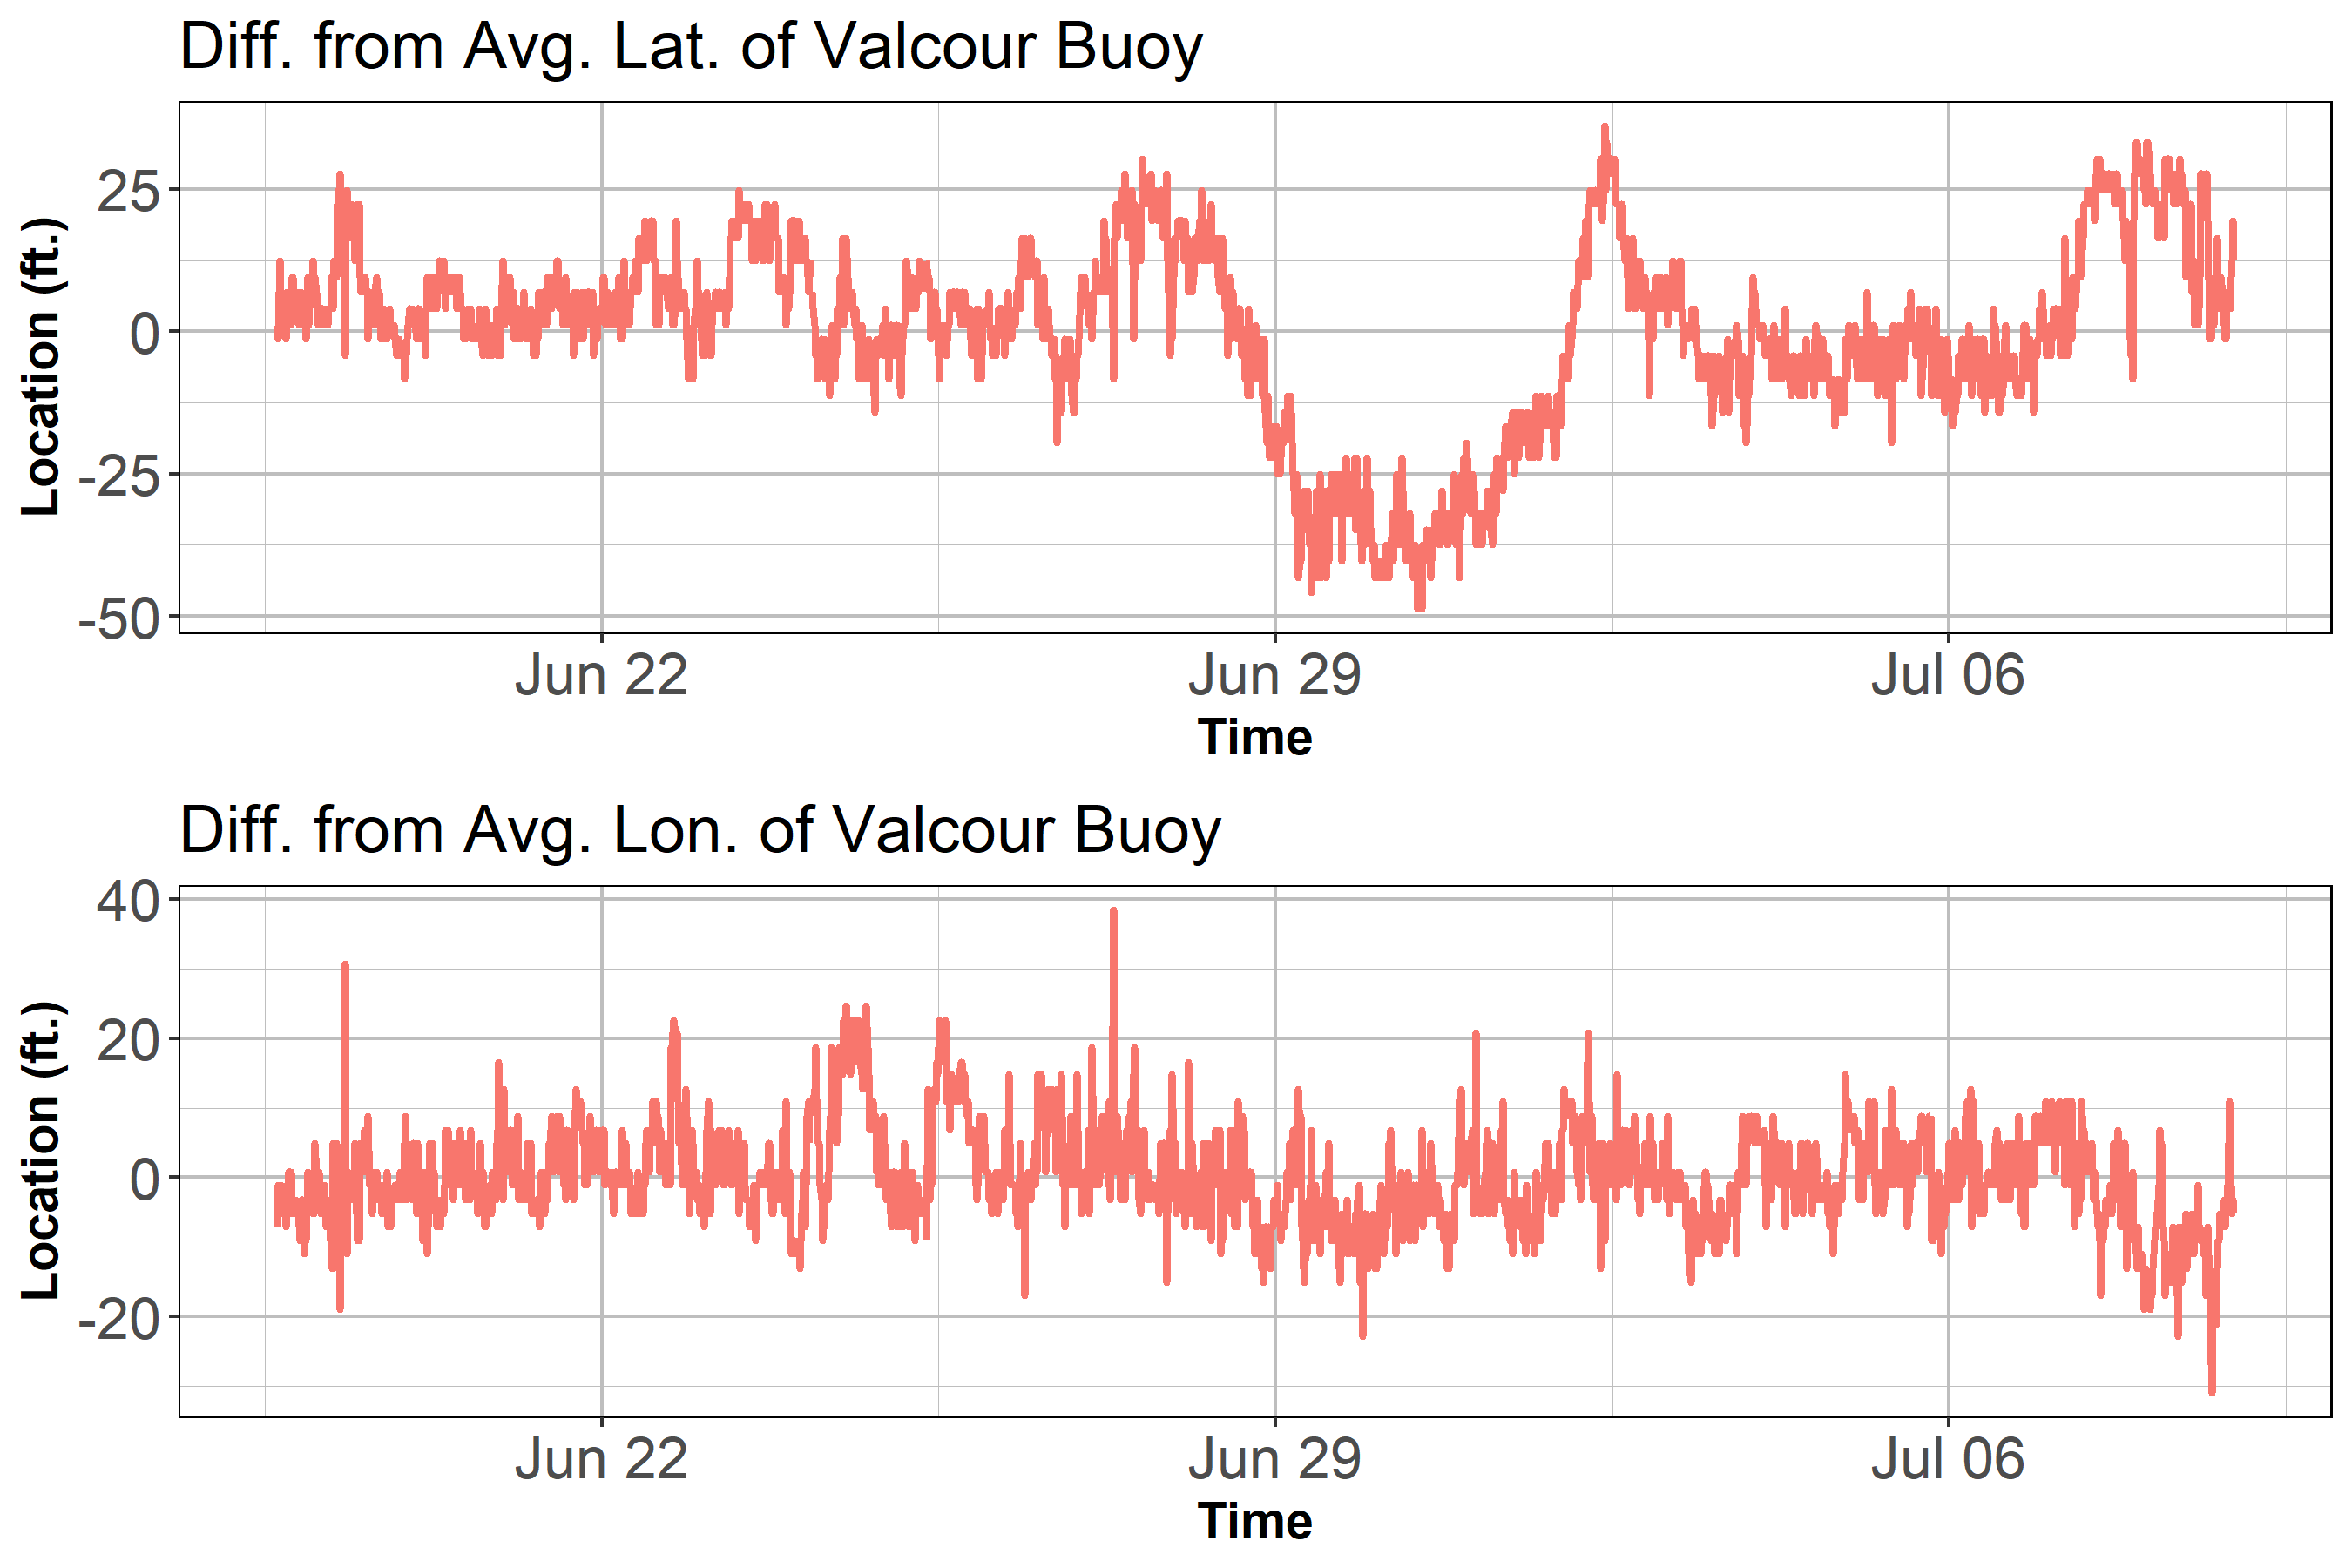 Diff. from Avg. Lat. of Valcour Buoy
Location (ft.)
25
0
-25
-50
Jun 22
Jun 29
Jul 06
Time
Diff. from Avg. Lon. of Valcour Buoy
Location (ft.)
40
20
0
-20
Jun 22
Jun 29
Jul 06
Time